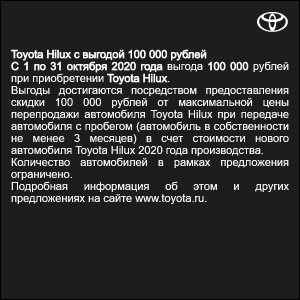 Toyota Hilux с выгодой 100 000 рублей
С 1 по 31 октября 2020 года выгода 100 000 рублей
при приобретении Toyota Hilux.
Выгоды достигаются посредством предоставления
скидки 100 000 рублей от максимальной цены
перепродажи автомобиля Toyota Hilux при передаче
автомобиля с пробегом (автомобиль в собственности
не менее 3 месяцев) в счет стоимости нового
автомобиля Toyota Hilux 2020 года производства.
Количество автомобилей в рамках предложения
ограничено.
Подробная информация об этом и других
предложениях на сайте www.toyota.ru.